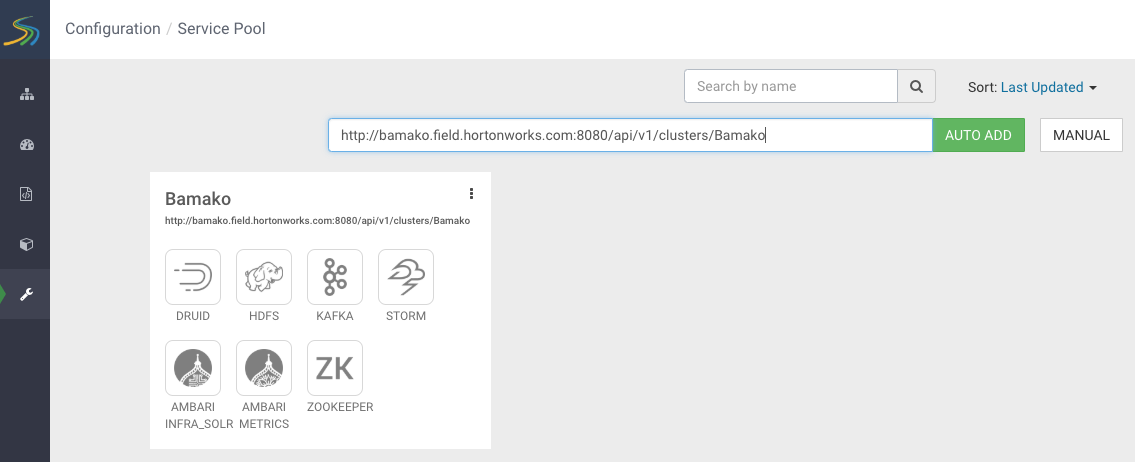 Configuration / Service Pool
Search by name
Sort: Last Updated
http://bamako.field.hortonworks.com:8080/api/v1/clusters/Bamako
AUTO ADD
MANUAL
Bamako
http://bamako.field.hortonworks.com:8080/api/v1/clusters/Bamako
DRUID
HDFS
KAFKA
STORM
ZK
AMBARI
INFRA_SOLR
AMBARI
METRICS
ZOOKEEPER